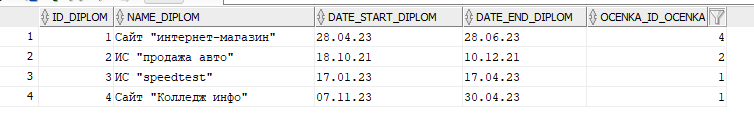 ID_DIPLOM NAME_DIPLOM DATE_START_DIPLOM DATE_END_DIPLOM OCENKA_ID_OCENKA
1 1 Сайт "интернет-магазин" 28.04.23 28.06.23 4
2 2 ИС "продажа авто" 18.10.21 10.12.21 2
3 3 ИС "speedtest" 17.01.23 17.04.23 1
4 4 Сайт "Колледж инфо" 07.11.23 30.04.23 1